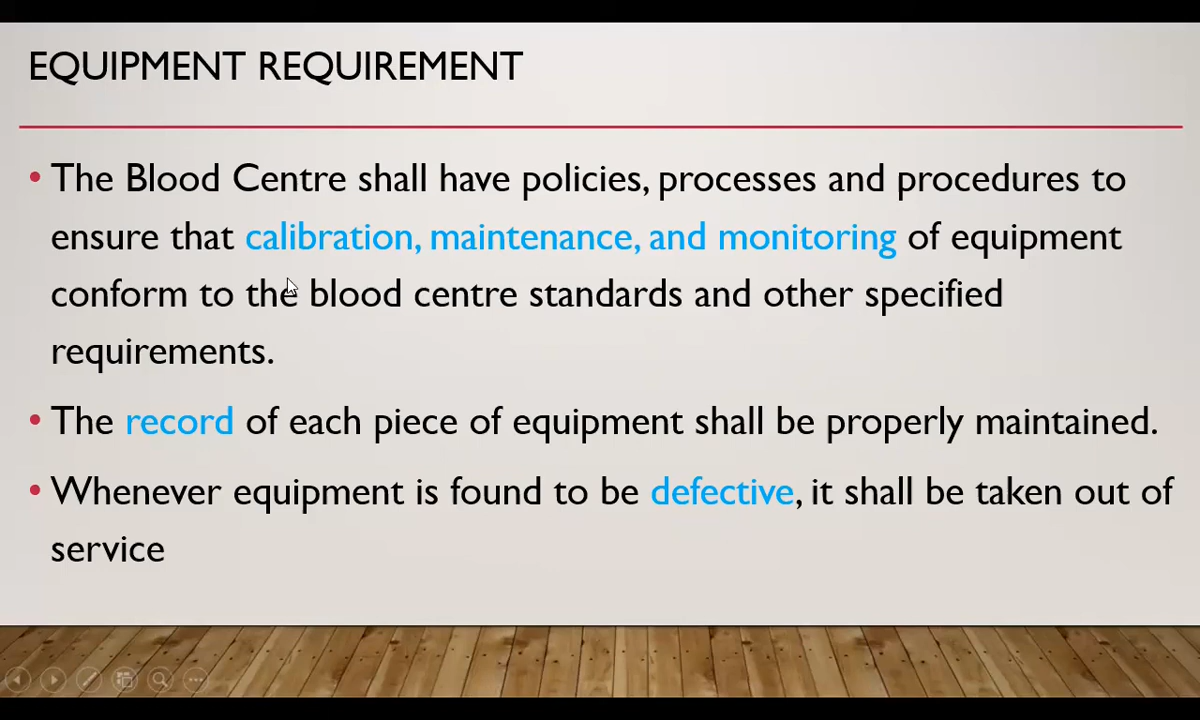 EQUIPMENT REQUIREMENT
• The Blood Centre shall have policies, processes and procedures to
ensure that calibration, maintenance, and monitoring of equipment
conform to the blood centre standards and other specified
requirements.
• The record of each piece of equipment shall be properly maintained.
• Whenever equipment is found to be defective, it shall be taken out of
service